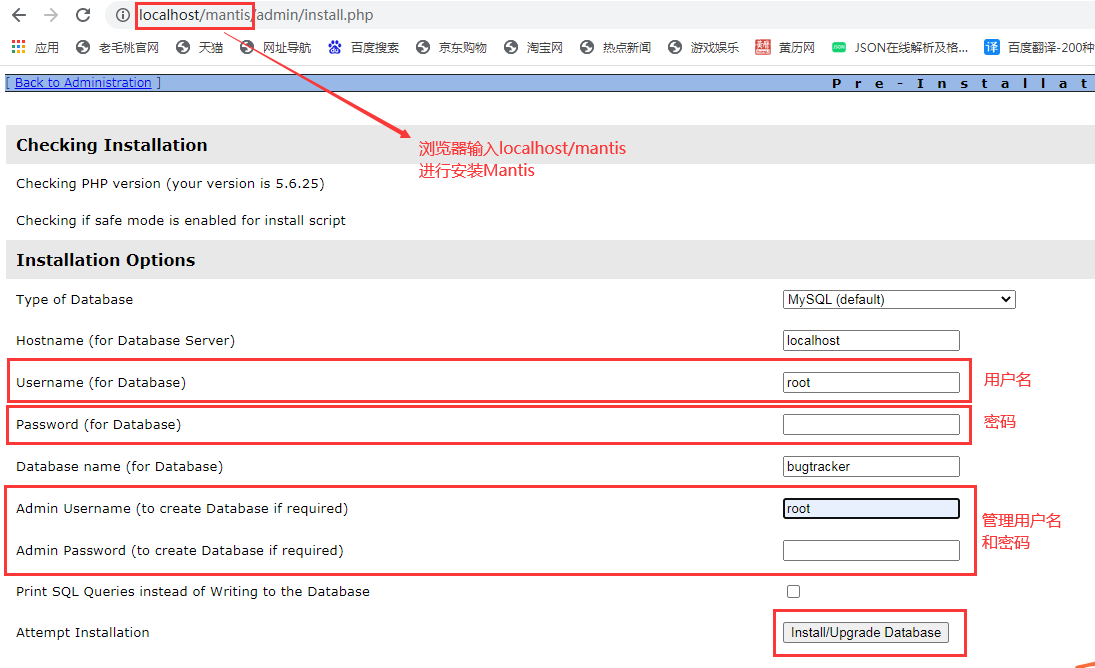 localhost/mantis/admin/install.php
应用 老毛桃官网 天猫 网址导航 百度搜索 京东购物 淘宝网 热点新闻 游戏娱乐 黄历网 JSON在线解析及格... 译 百度翻译-200种
[ Back to Administration ] Pre-Installat
Checking Installation
浏览器输入localhost/mantis
进行安装Mantis
Checking PHP version (your version is 5.6.25)
Checking if safe mode is enabled for install script
Installation Options
Type of Database MySQL (default)
Hostname (for Database Server) localhost
Username (for Database) root 用户名
Password (for Database) 密码
Database name (for Database) bugtracker
Admin Username (to create Database if required) root
管理用户名
和密码
Admin Password (to create Database if required)
Print SQL Queries instead of Writing to the Database
Attempt Installation Install/Upgrade Database